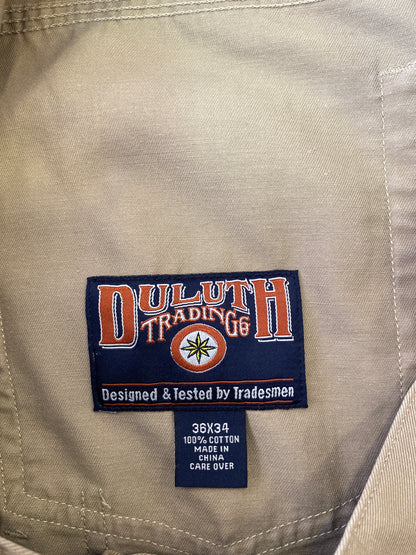 DULUTH
TRADING Co
Designed & Tested by Tradesmen
36X34
100% COTTON
MADE IN
CHINA
CARE OVER